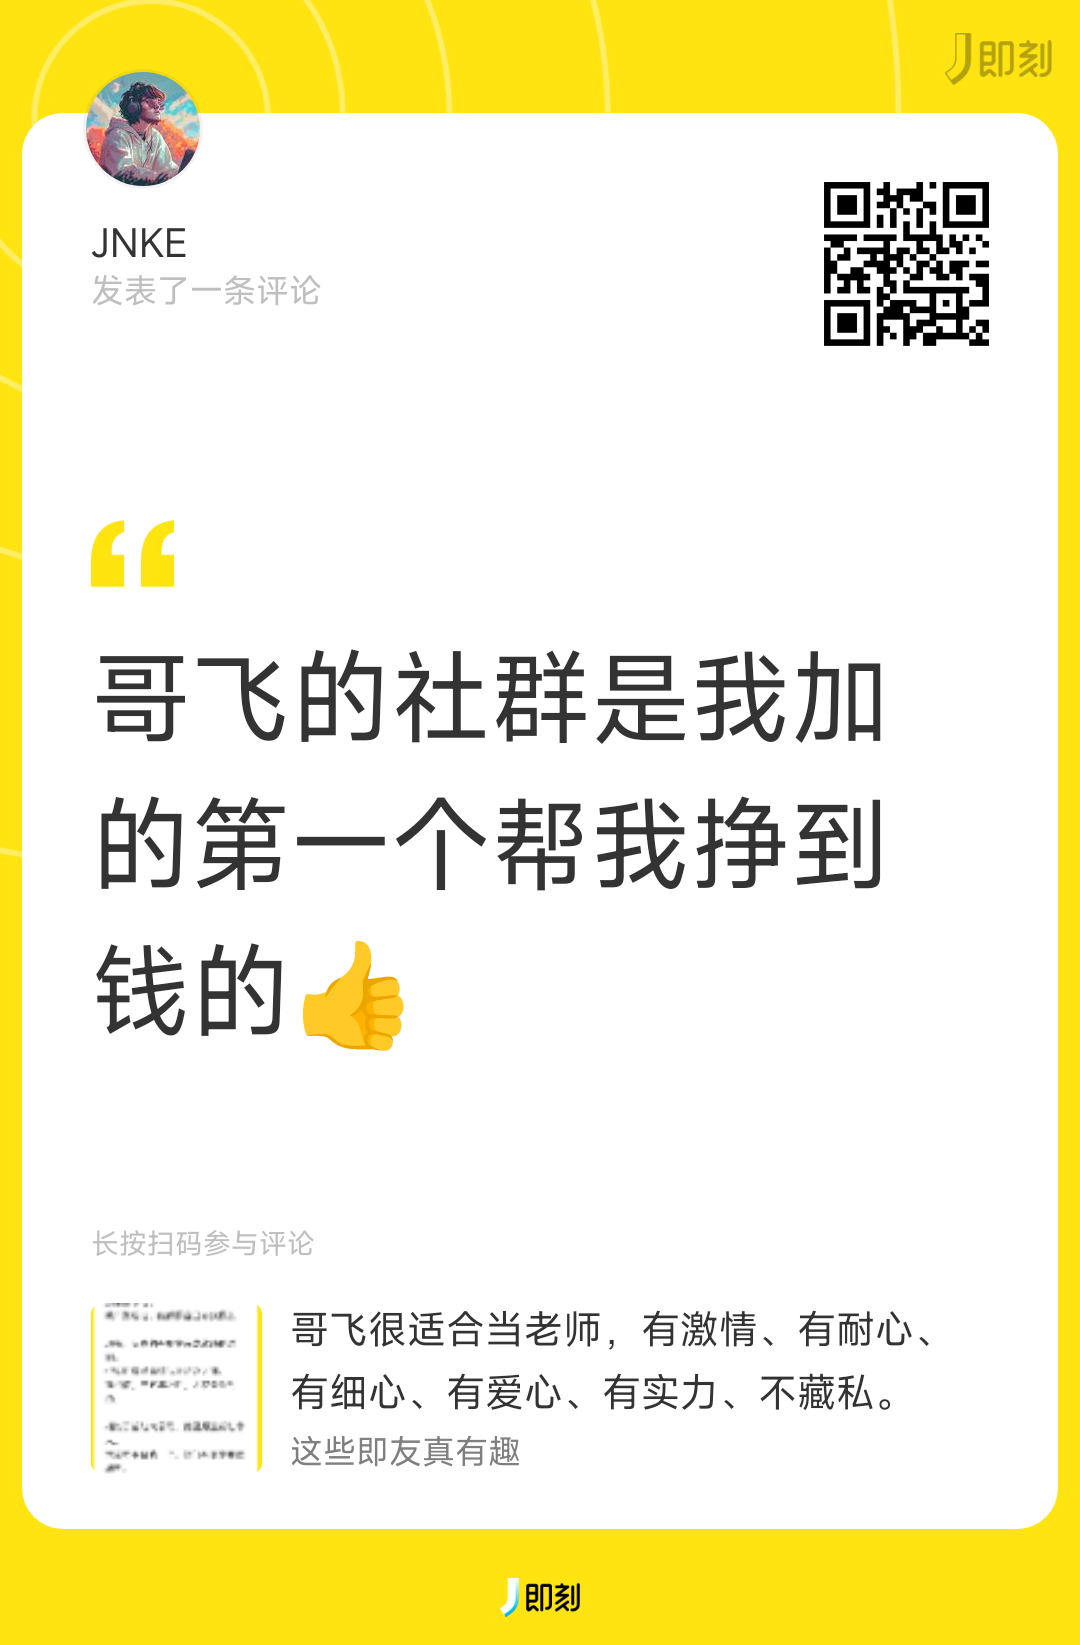 即刻
JNKE
发表了一条评论
哥飞的社群是我加
的第一个帮我挣到
钱的👍
长按扫码参与评论
哥飞很适合当老师，有激情、有耐心、
有细心、有爱心、有实力、不藏私。
这些即友真有趣
即刻